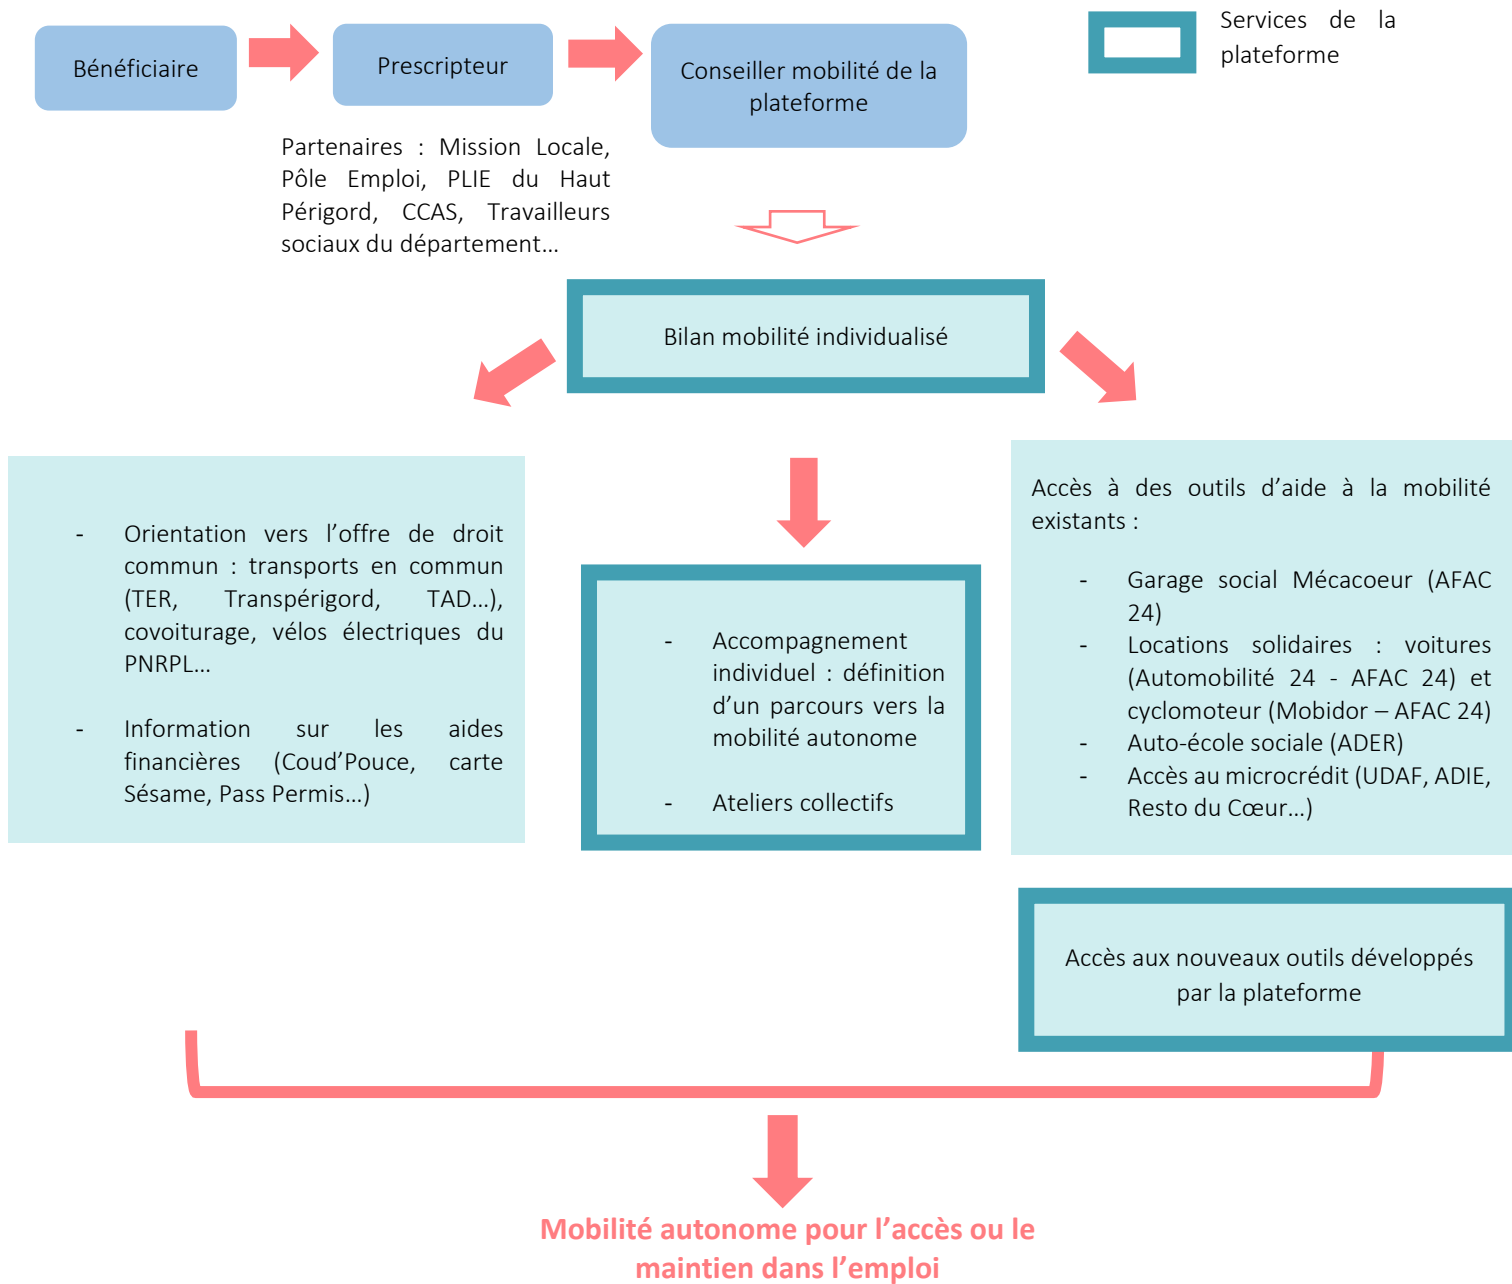 Bénéficiaire
Prescripteur
Conseiller mobilité de la
plateforme
Services de la
plateforme
Partenaires : Mission Locale,
Pôle Emploi, PLIE du Haut
Périgord, CCAS, Travailleurs
sociaux du département…
Bilan mobilité individualisé
- Orientation vers l’offre de droit
commun : transports en commun
(TER, Transpérigord, TAD…),
covoiturage, vélos électriques du
PNRPL…
- Information sur les aides
financières (Coud’Pouce, carte
Sésame, Pass Permis…)
- Accompagnement
individuel : définition
d’un parcours vers la
mobilité autonome
- Ateliers collectifs
Accès à des outils d’aide à la mobilité
existants :
- Garage social Mécacoeur (AFAC
24)
- Locations solidaires : voitures
(Automobilité 24 - AFAC 24) et
cyclomoteur (Mobidor – AFAC 24)
- Auto-école sociale (ADER)
- Accès au microcrédit (UDAF, ADIE,
Resto du Cœur…)
Accès aux nouveaux outils développés
par la plateforme
Mobilité autonome pour l’accès ou le
maintien dans l’emploi